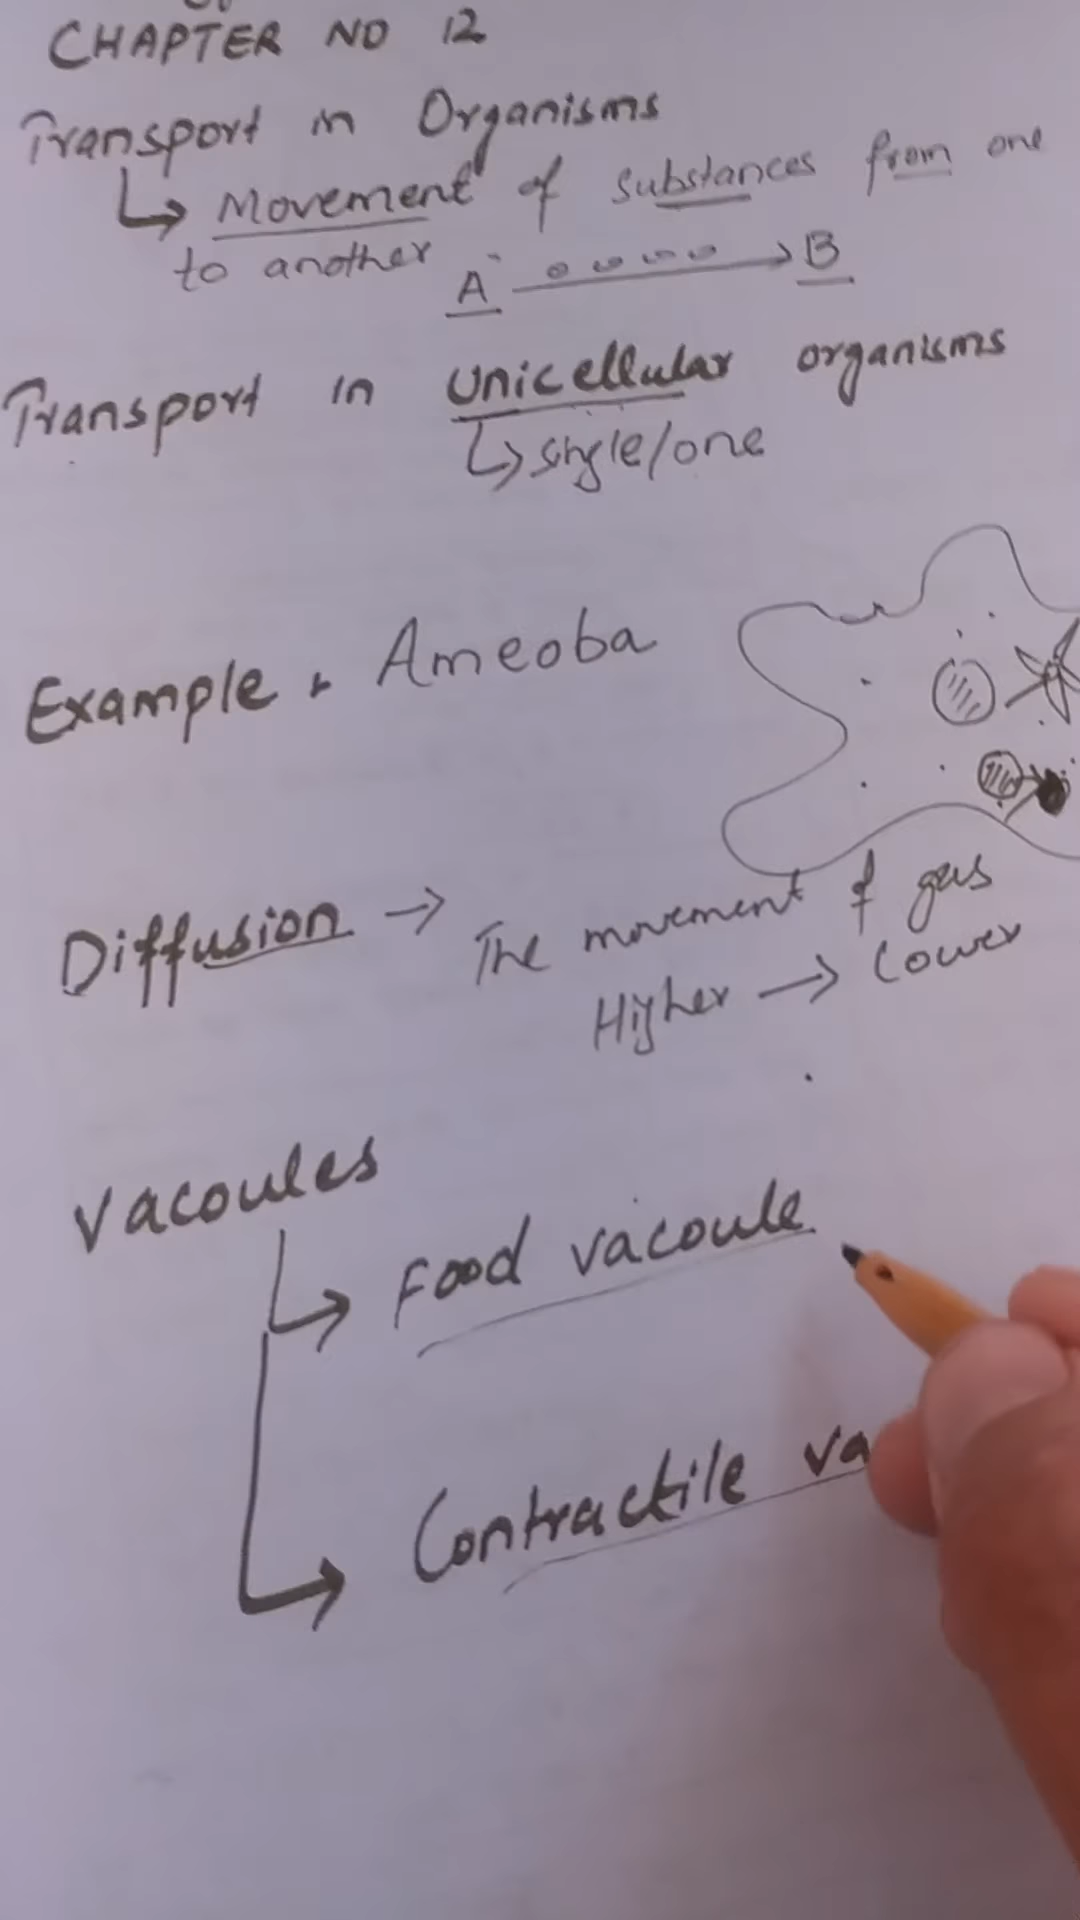 CHAPTER NO 12
Transport in Organisms
Movement of substances from one
to another
A B
Transport in Unicellular organisms
single/one
Example. Ameoba
Diffusion → The movement of gas
Higher → Lower
Vacoules
Food vacoule
Contractile va